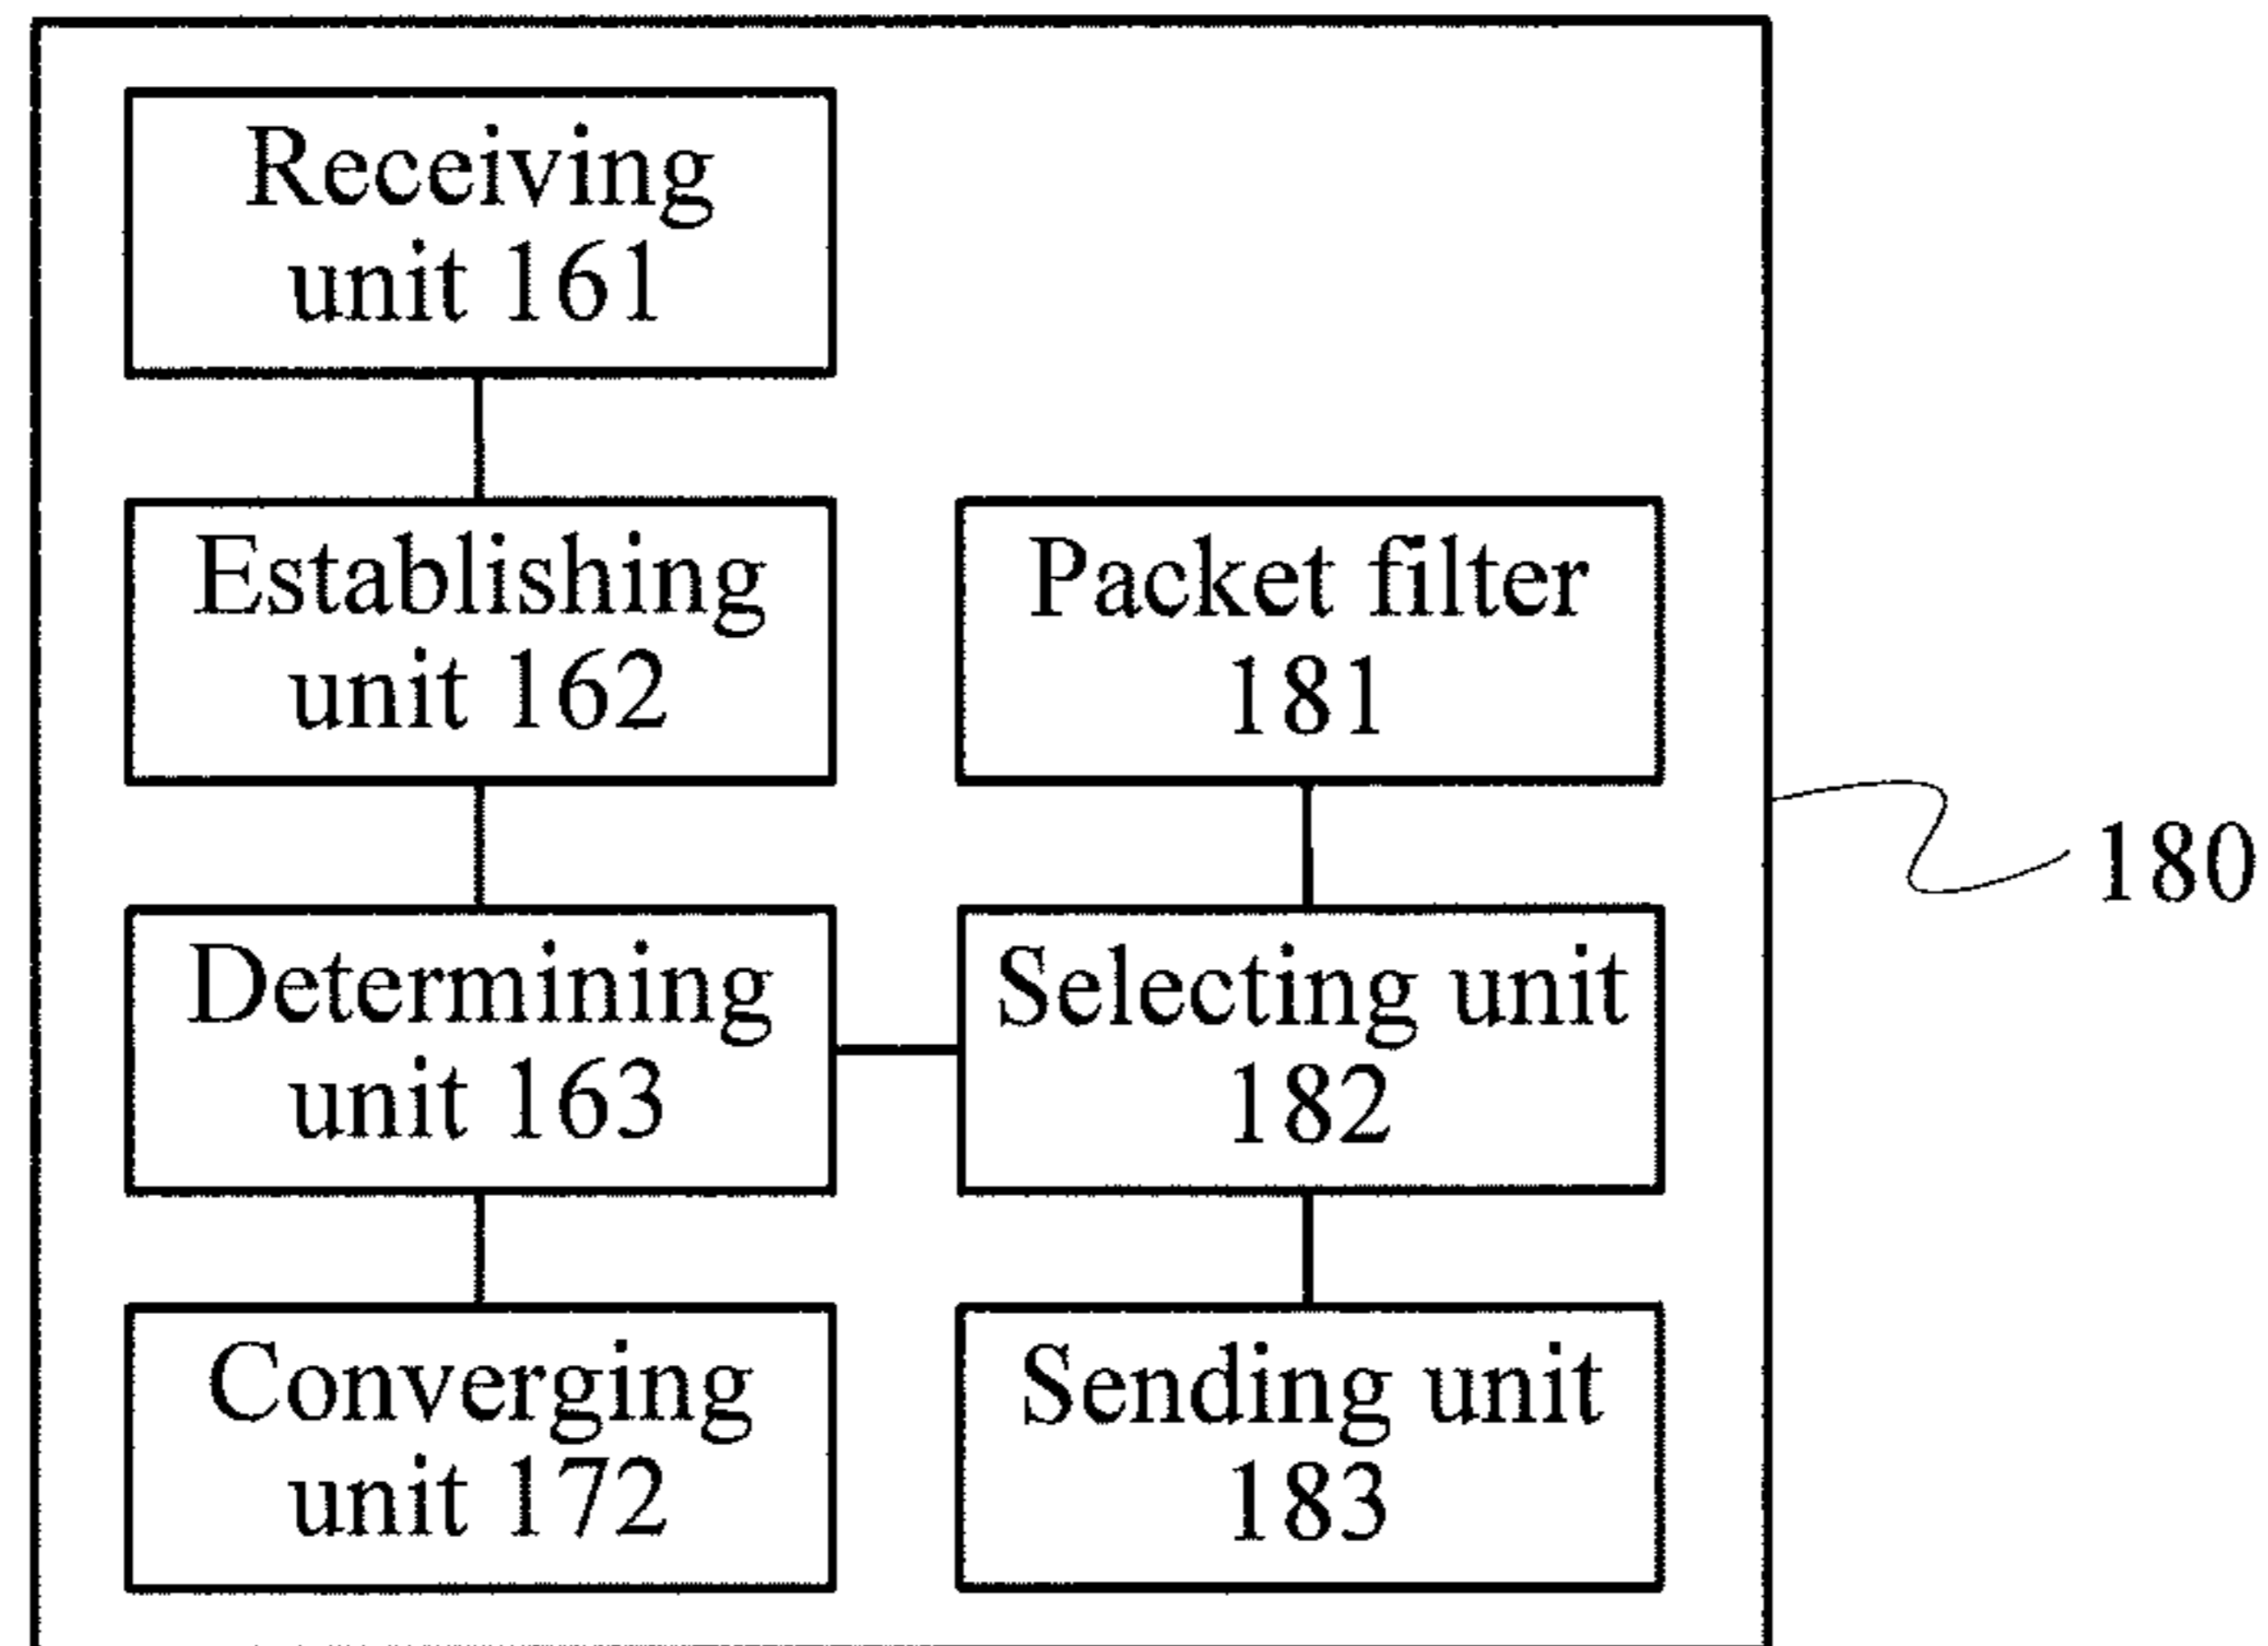 Receiving
unit 161
Establishing
unit 162
Packet filter
181
Determining
unit 163
Selecting unit
182
180
Converging
unit 172
Sending unit
183